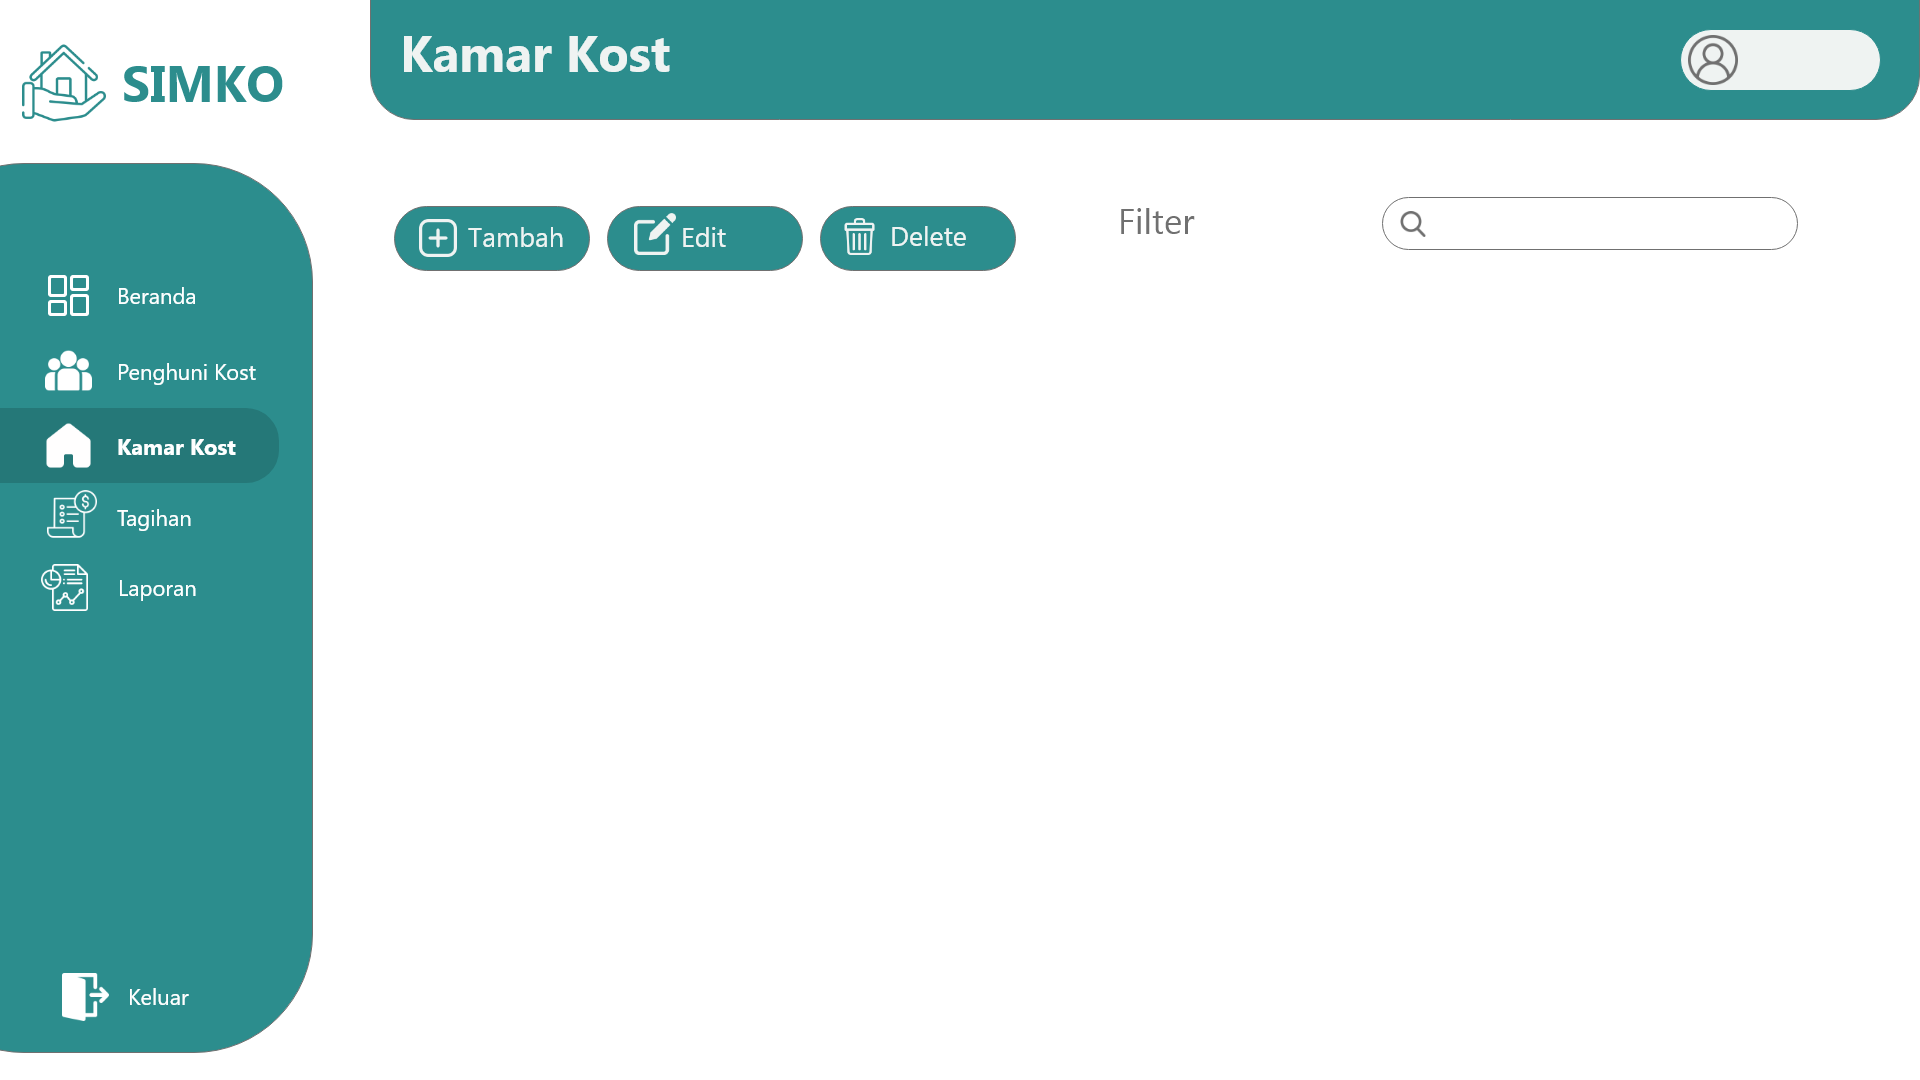 SIMKO
Kamar Kost
Tambah
Edit
Delete
Filter
Beranda
Penghuni Kost
Kamar Kost
Tagihan
Laporan
Keluar